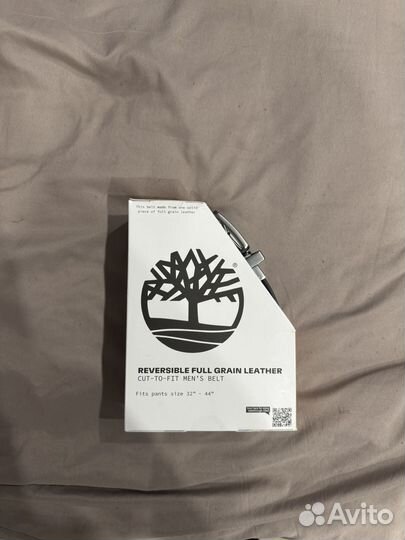 This belt made from one solid
piece of full grain leather
®
REVERSIBLE FULL GRAIN LEATHER
CUT-TO-FIT MEN'S BELT
Fits pants size 32" - 44"
Avito